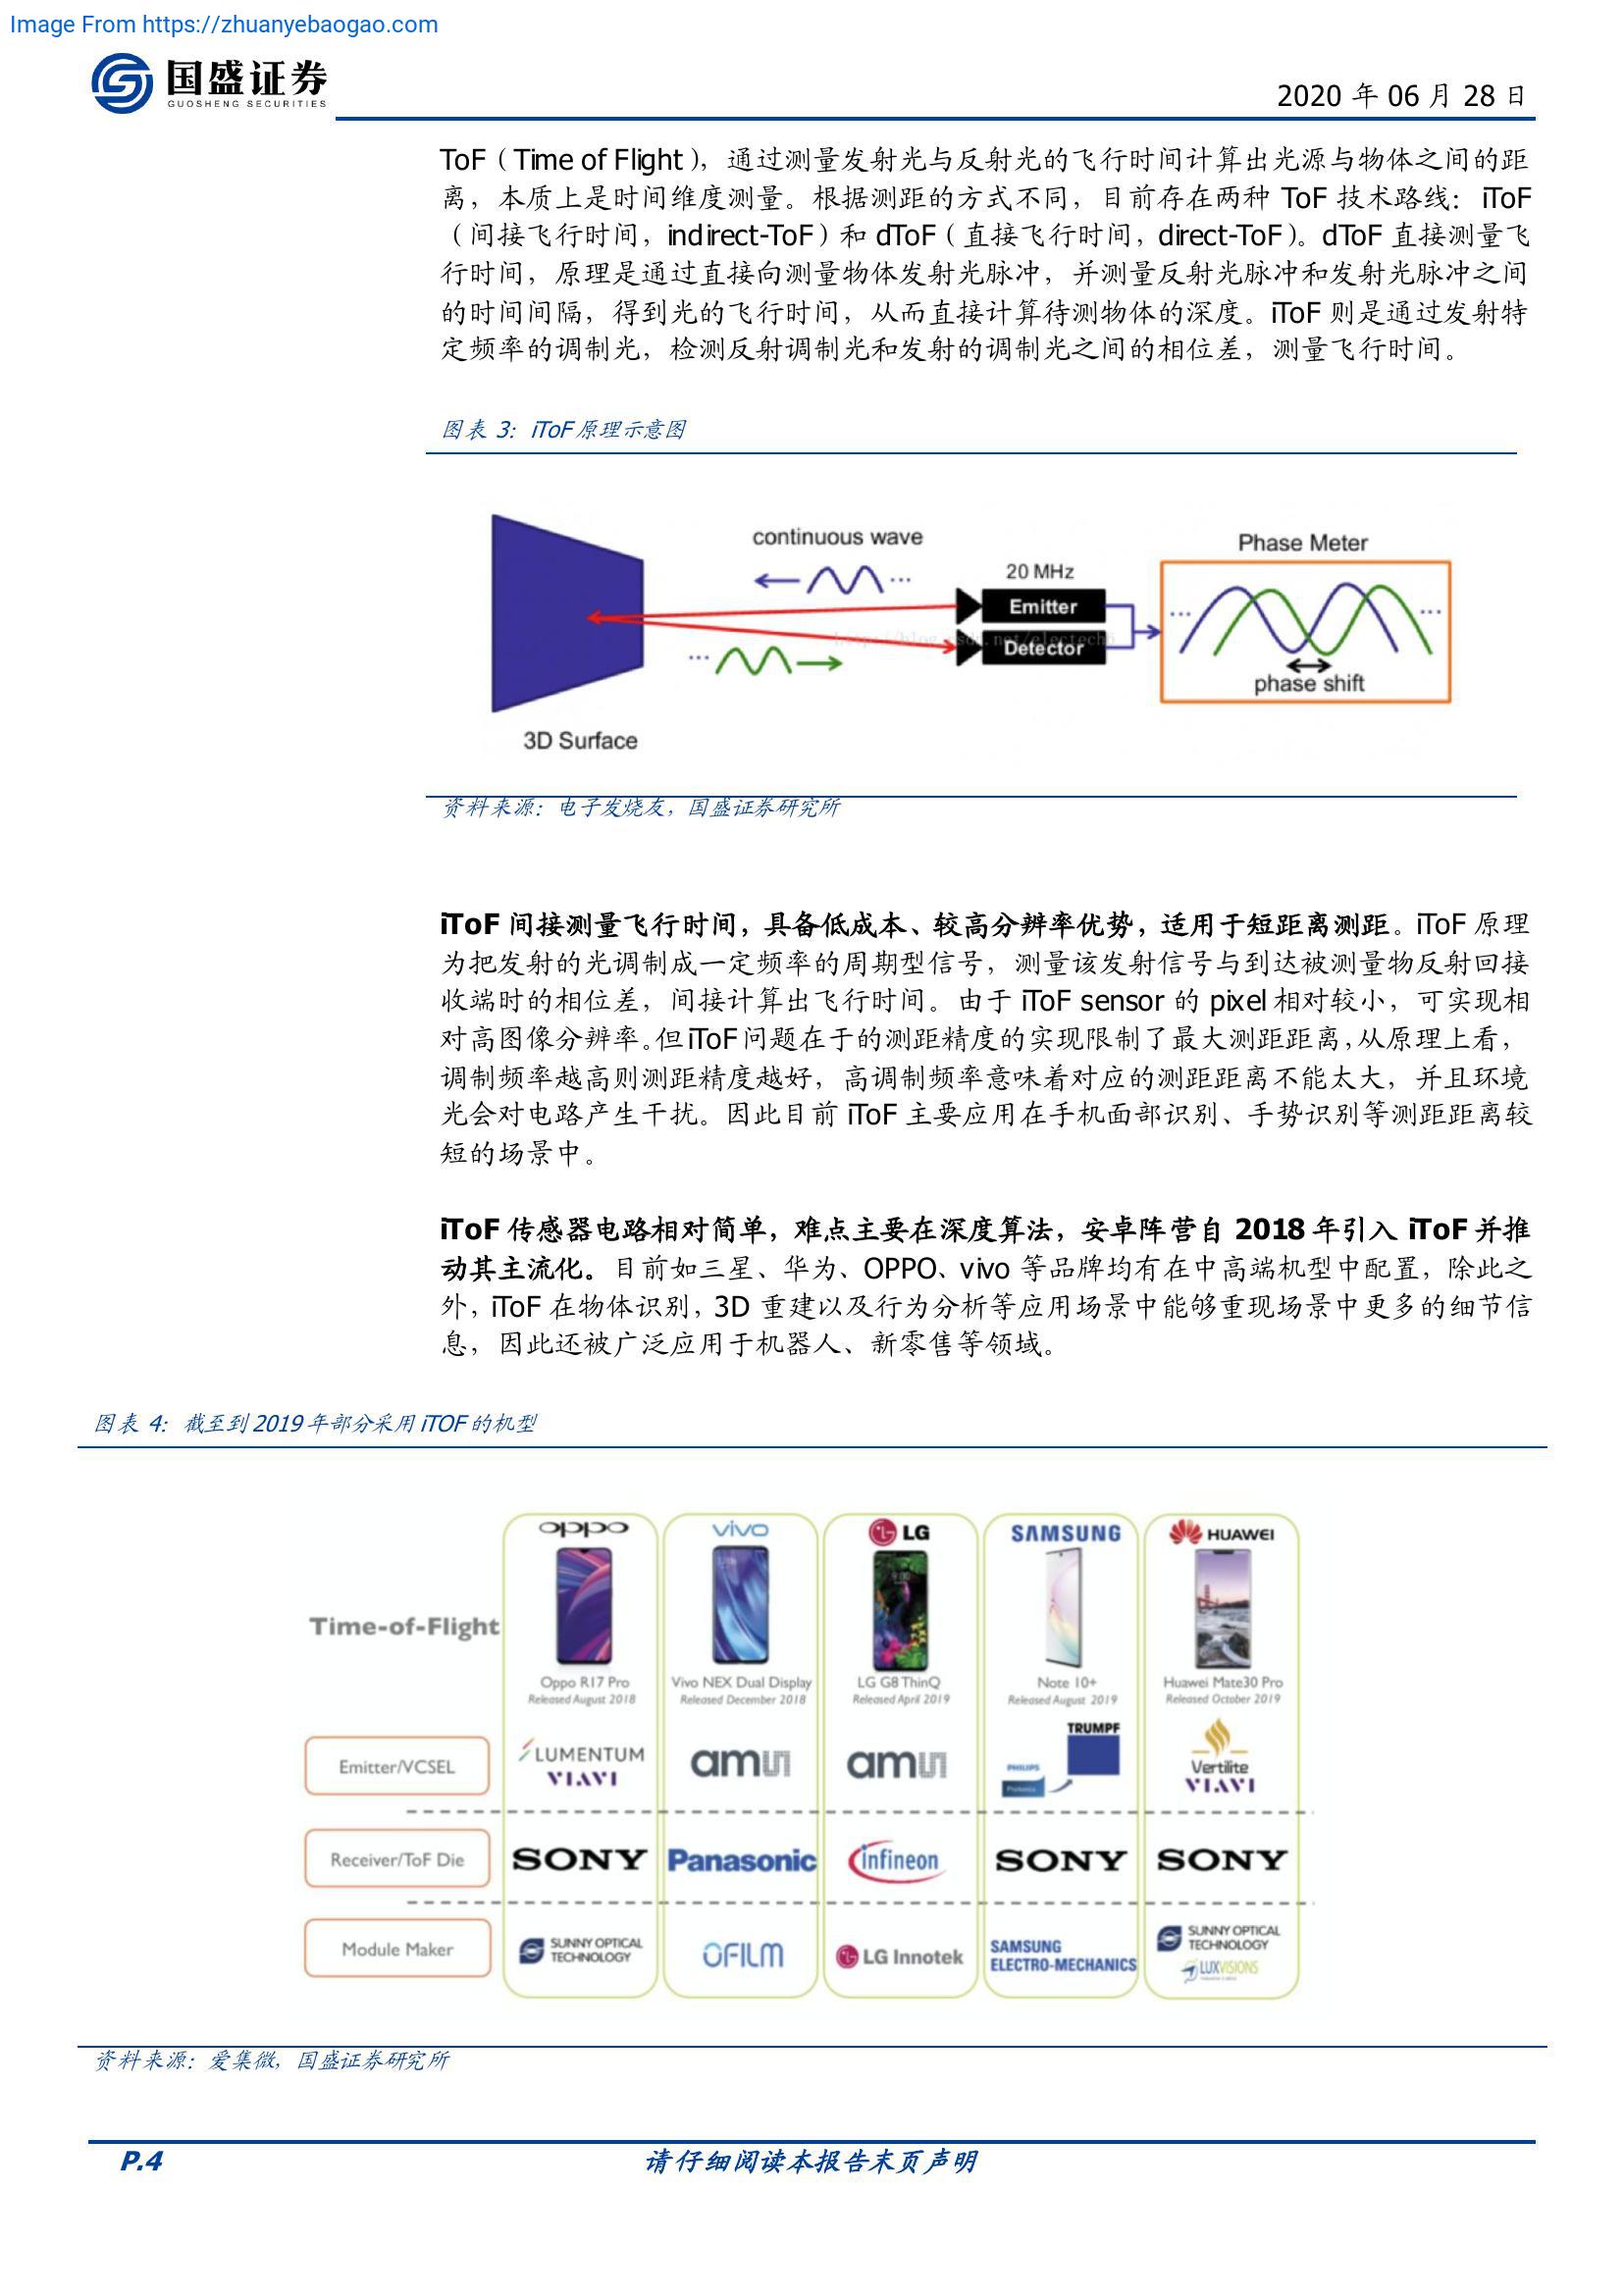 Image From https://zhuanyebaogao.com
国盛证券
GUOSHENG SECURITIES
2020 年 06 月 28 日
ToF（Time of Flight），通过测量发射光与反射光的飞行时间计算出光源与物体之间的距
离，本质上是时间维度测量。根据测距的方式不同，目前存在两种 ToF 技术路线：iToF
（间接飞行时间，indirect-ToF）和 dToF（直接飞行时间，direct-ToF）。dToF 直接测量飞
行时间，原理是通过直接向测量物体发射光脉冲，并测量反射光脉冲和发射光脉冲之间
的时间间隔，得到光的飞行时间，从而直接计算待测物体的深度。iToF 则是通过发射特
定频率的调制光，检测反射调制光和发射的调制光之间的相位差，测量飞行时间。
图表 3：iToF 原理示意图
continuous wave
20 MHz
Phase Meter
Emitter
Detector
phase shift
3D Surface
资料来源：电子发烧友，国盛证券研究所
iToF 间接测量飞行时间，具备低成本、较高分辨率优势，适用于短距离测距。iToF 原理
为把发射的光调制成一定频率的周期型信号，测量该发射信号与到达被测量物反射回接
收端时的相位差，间接计算出飞行时间。由于 iToF sensor 的 pixel 相对较小，可实现相
对高图像分辨率。但 iToF 问题在于的测距精度的实现限制了最大测距距离，从原理上看，
调制频率越高则测距精度越好，高调制频率意味着对应的测距距离不能太大，并且环境
光会对电路产生干扰。因此目前 iToF 主要应用在手机面部识别、手势识别等测距距离较
短的场景中。
iToF 传感器电路相对简单，难点主要在深度算法，安卓阵营自 2018 年引入 iToF 并推
动其主流化。目前如三星、华为、OPPO、vivo 等品牌均有在中高端机型中配置，除此之
外，iToF 在物体识别，3D 重建以及行为分析等应用场景中能够重现场景中更多的细节信
息，因此还被广泛应用于机器人、新零售等领域。
图表 4：截至到 2019 年部分采用 iTOF 的机型
oppo vivo LG SAMSUNG HUAWEI
Time-of-Flight
Oppo R17 Pro Vivo NEX Dual Display LG G8 ThinQ Note 10+ Huawei Mate30 Pro
Released August 2018 Released December 2018 Released April 2019 Released August 2019 Released October 2019
Emitter/VCSEL
LUMENTUM
VIAVI
amu
amu
TRUMPF
PHILIPS
Photonics
Vertilite
VIAVI
Receiver/ToF Die SONY Panasonic infineon SONY SONY
Module Maker
SUNNY OPTICAL
TECHNOLOGY
OFILM
LG Innotek
SAMSUNG
ELECTRO-MECHANICS
SUNNY OPTICAL
TECHNOLOGY
LUXVISIONS
资料来源：爱集微，国盛证券研究所
P.4 请仔细阅读本报告末页声明